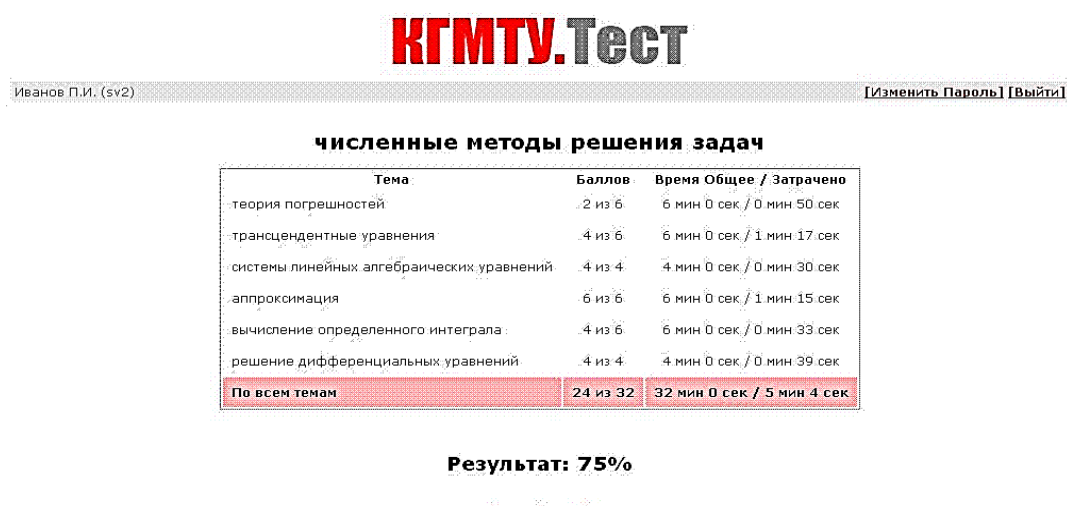 КГМТУ.Тест
Иванов П.И. (sv2) [Изменить Пароль] [Выйти]
численные методы решения задач
Тема Баллов Время Общее / Затрачено
теория погрешностей 2 из 6 6 мин 0 сек / 0 мин 50 сек
трансцендентные уравнения 4 из 6 6 мин 0 сек / 1 мин 17 сек
системы линейных алгебраических уравнений 4 из 4 4 мин 0 сек / 0 мин 30 сек
аппроксимация 6 из 6 6 мин 0 сек / 1 мин 15 сек
вычисление определенного интеграла 4 из 6 6 мин 0 сек / 0 мин 33 сек
решение дифференциальных уравнений 4 из 4 4 мин 0 сек / 0 мин 39 сек
По всем темам 24 из 32 32 мин 0 сек / 5 мин 4 сек
Результат: 75%